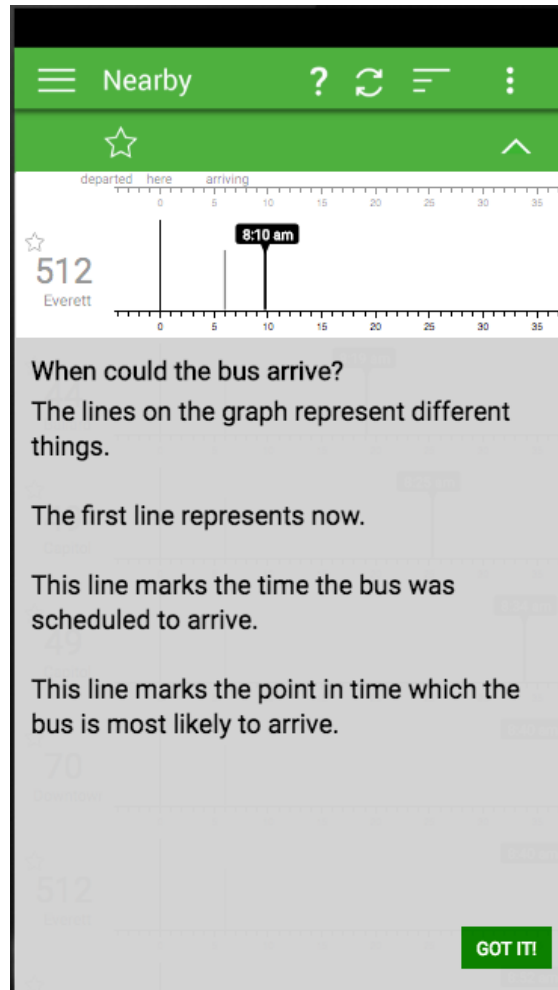 Nearby ?
departed here arriving
0 5 10 15 20 25 30 35
8:10 am
512
Everett
0 5 10 15 20 25 30 35
When could the bus arrive?
The lines on the graph represent different
things.
The first line represents now.
This line marks the time the bus was
scheduled to arrive.
This line marks the point in time which the
bus is most likely to arrive.
49
70
512
GOT IT!